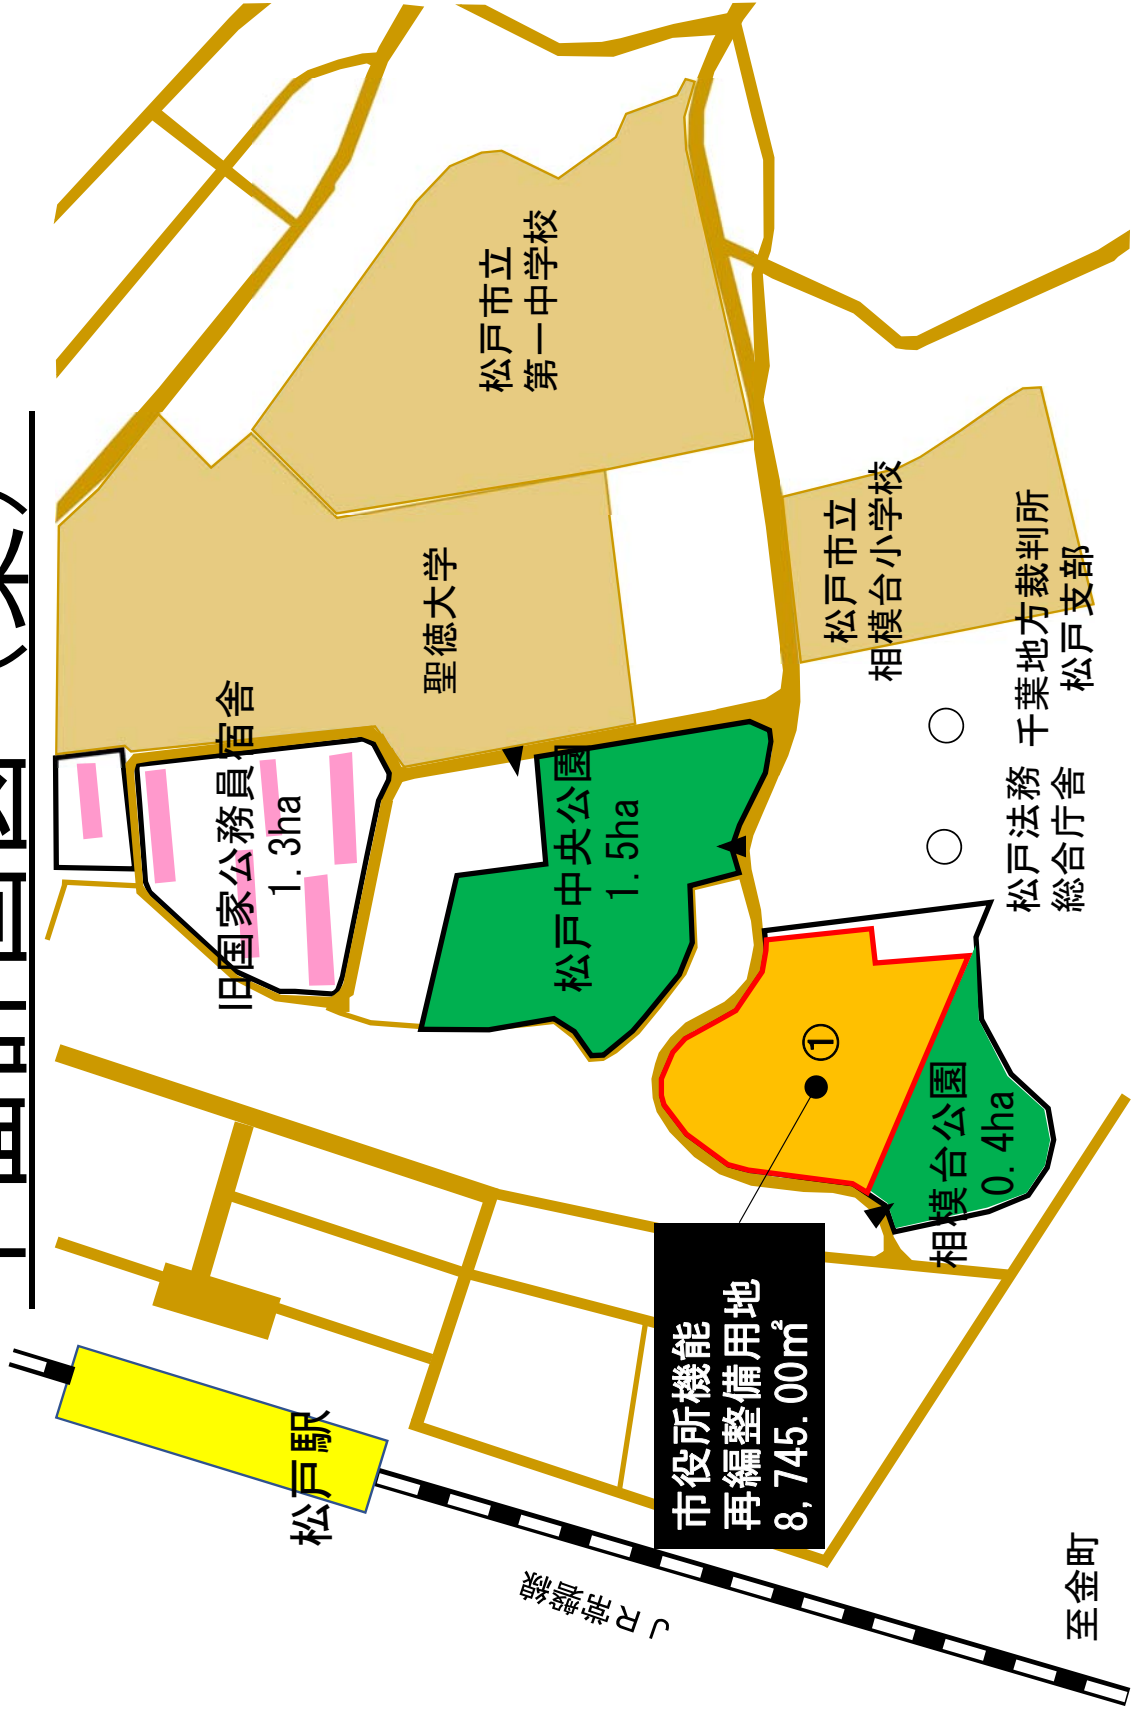 旧国家公務員宿舎
1.3ha
聖徳大学
松戸市立
第一中学校
松戸中央公園
1.5ha
松戸市立
相模台小学校
松戸駅
JR常磐線
市役所機能
再編整備用地
8,745.00㎡
①
相模台公園
0.4ha
松戸法務
総合庁舎
千葉地方裁判所
松戸支部
至金町